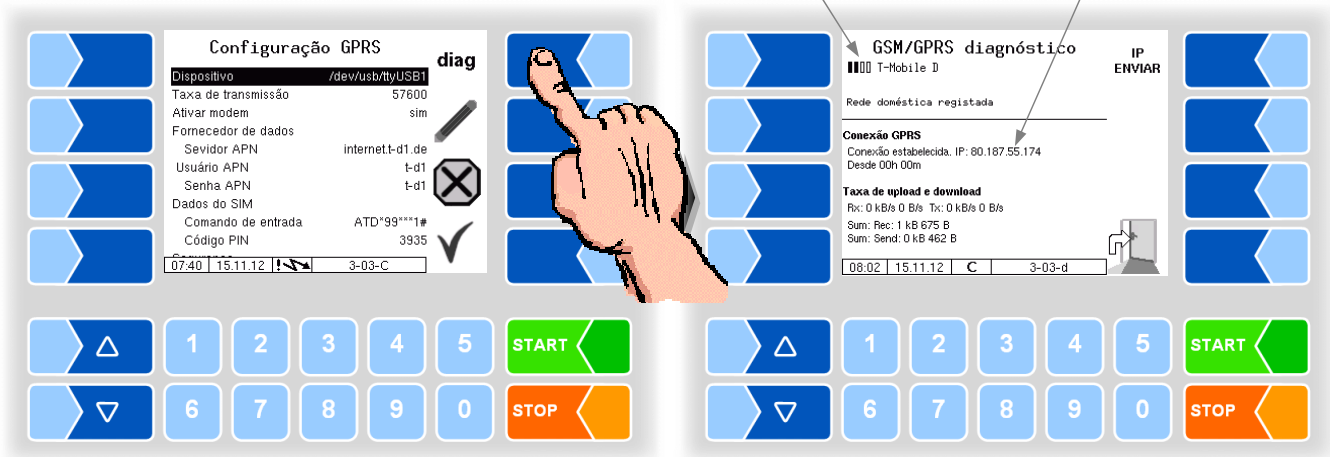 Configuração GPRS
diag
Dispositivo /dev/usb/ttyUSB1
Taxa de transmissão 57600
Ativar modem sim
Fornecedor de dados
Sevidor APN internet.t-d1.de
Usuário APN t-d1
Senha APN t-d1
Dados do SIM
Comando de entrada ATD*99***1#
Código PIN 3935
07:40 15.11.12 ! 3-03-C
1 2 3 4 5 START
6 7 8 9 0 STOP
GSM/GPRS diagnóstico
IP
ENVIAR
T-Mobile D
Rede doméstica registada
Conexão GPRS
Conexão estabelecida. IP: 80.187.55.174
Desde 00h 00m
Taxa de upload e download
Rx: 0 kB/s 0 B/s Tx: 0 kB/s 0 B/s
Sum: Rec: 1 kB 675 B
Sum: Send: 0 kB 462 B
08:02 15.11.12 C 3-03-d
1 2 3 4 5 START
6 7 8 9 0 STOP